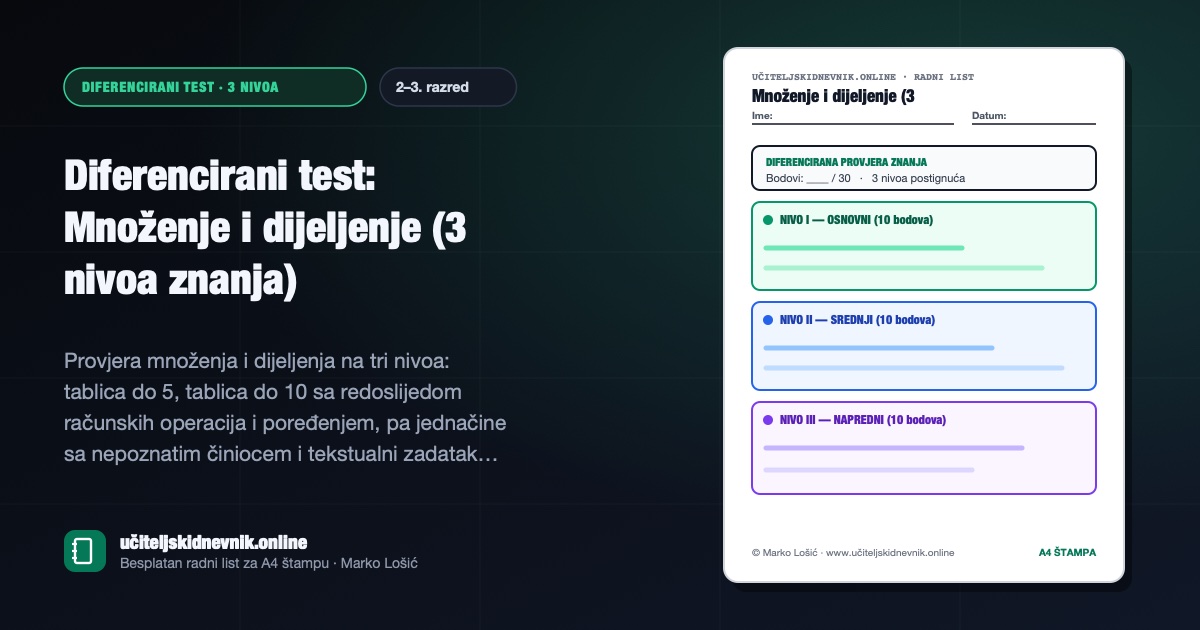 DIFERENCIRANI TEST · 3 NIVOA
2–3. razred
Diferencirani test:
Množenje i dijeljenje (3
nivoa znanja)
Provjera množenja i dijeljenja na tri nivoa:
tablica do 5, tablica do 10 sa redoslijedom
računskih operacija i poređenjem, pa jednačine
sa nepoznatim činiocem i tekstualni zadatak…
učiteljskidnevnik.online
Besplatan radni list za A4 štampu · Marko Lošić
UČITELJSKIDNEVNIK.ONLINE · RADNI LIST
Množenje i dijeljenje (3
Ime:
Datum:
DIFERENCIRANA PROVJERA ZNANJA
Bodovi: ____ / 30 · 3 nivoa postignuća
NIVO I — OSNOVNI (10 bodova)
NIVO II — SREDNJI (10 bodova)
NIVO III — NAPREDNI (10 bodova)
© Marko Lošić · www.uciteljskidnevnik.online
A4 ŠTAMPA